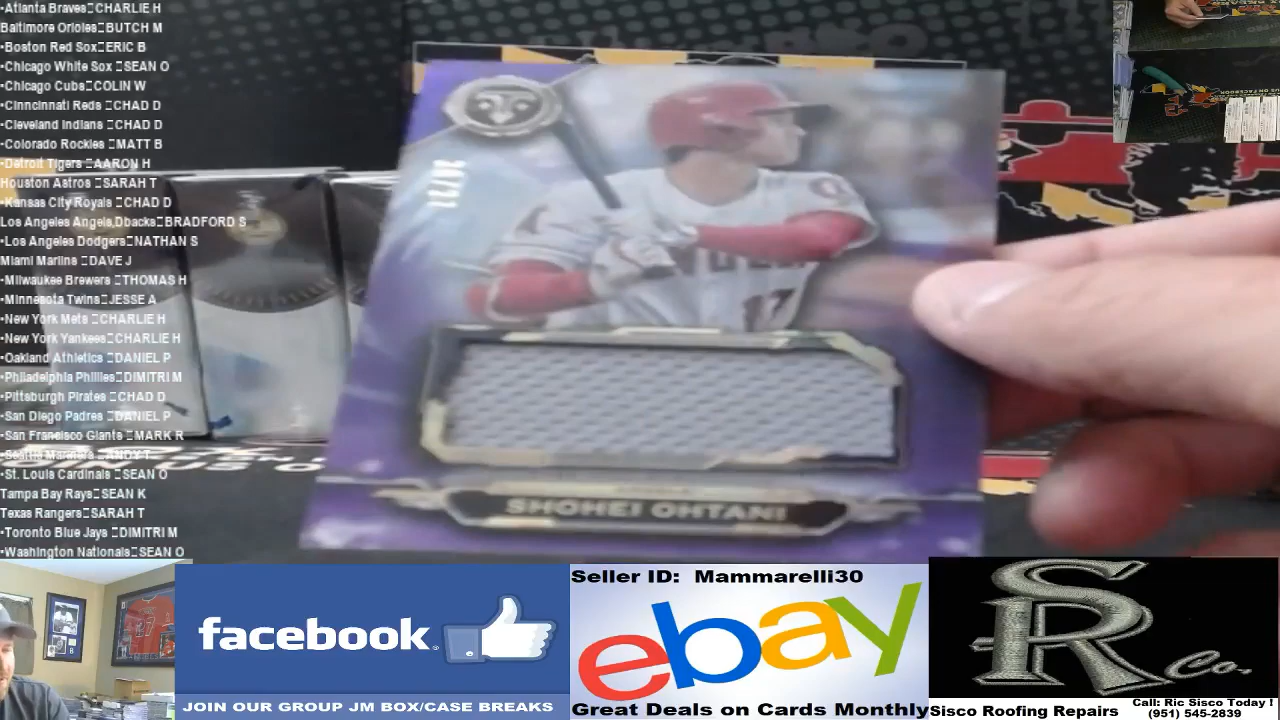 •Atlanta Braves CHARLIE H
Baltimore Orioles BUTCH M
•Boston Red Sox ERIC B
•Chicago White Sox SEAN O
•Chicago Cubs COLIN W
•Cinncinnati Reds CHAD D
•Cleveland Indians CHAD D
•Colorado Rockies MATT B
•Detroit Tigers AARON H
Houston Astros SARAH T
•Kansas City Royals CHAD D
Los Angeles Angels,Dbacks BRADFORD S
•Los Angeles Dodgers NATHAN S
Miami Marlins DAVE J
•Milwaukee Brewers THOMAS H
•Minnesota Twins JESSE A
•New York Mets CHARLIE H
•New York Yankees CHARLIE H
•Oakland Athletics DANIEL P
•Philadelphia Phillies DIMITRI M
•Pittsburgh Pirates CHAD D
•San Diego Padres DANIEL P
•San Francisco Giants MARK R
•Seattle Mariners ANDY T
•St. Louis Cardinals SEAN O
Tampa Bay Rays SEAN K
Texas Rangers SARAH T
•Toronto Blue Jays DIMITRI M
•Washington Nationals SEAN O
17
SHOHEI OHTANI
facebook
JOIN OUR GROUP JM BOX/CASE BREAKS
Seller ID: Mammarelli30
ebay
Great Deals on Cards Monthly
SR Co.
Sisco Roofing Repairs
Call: Ric Sisco Today !
(951) 545-2839